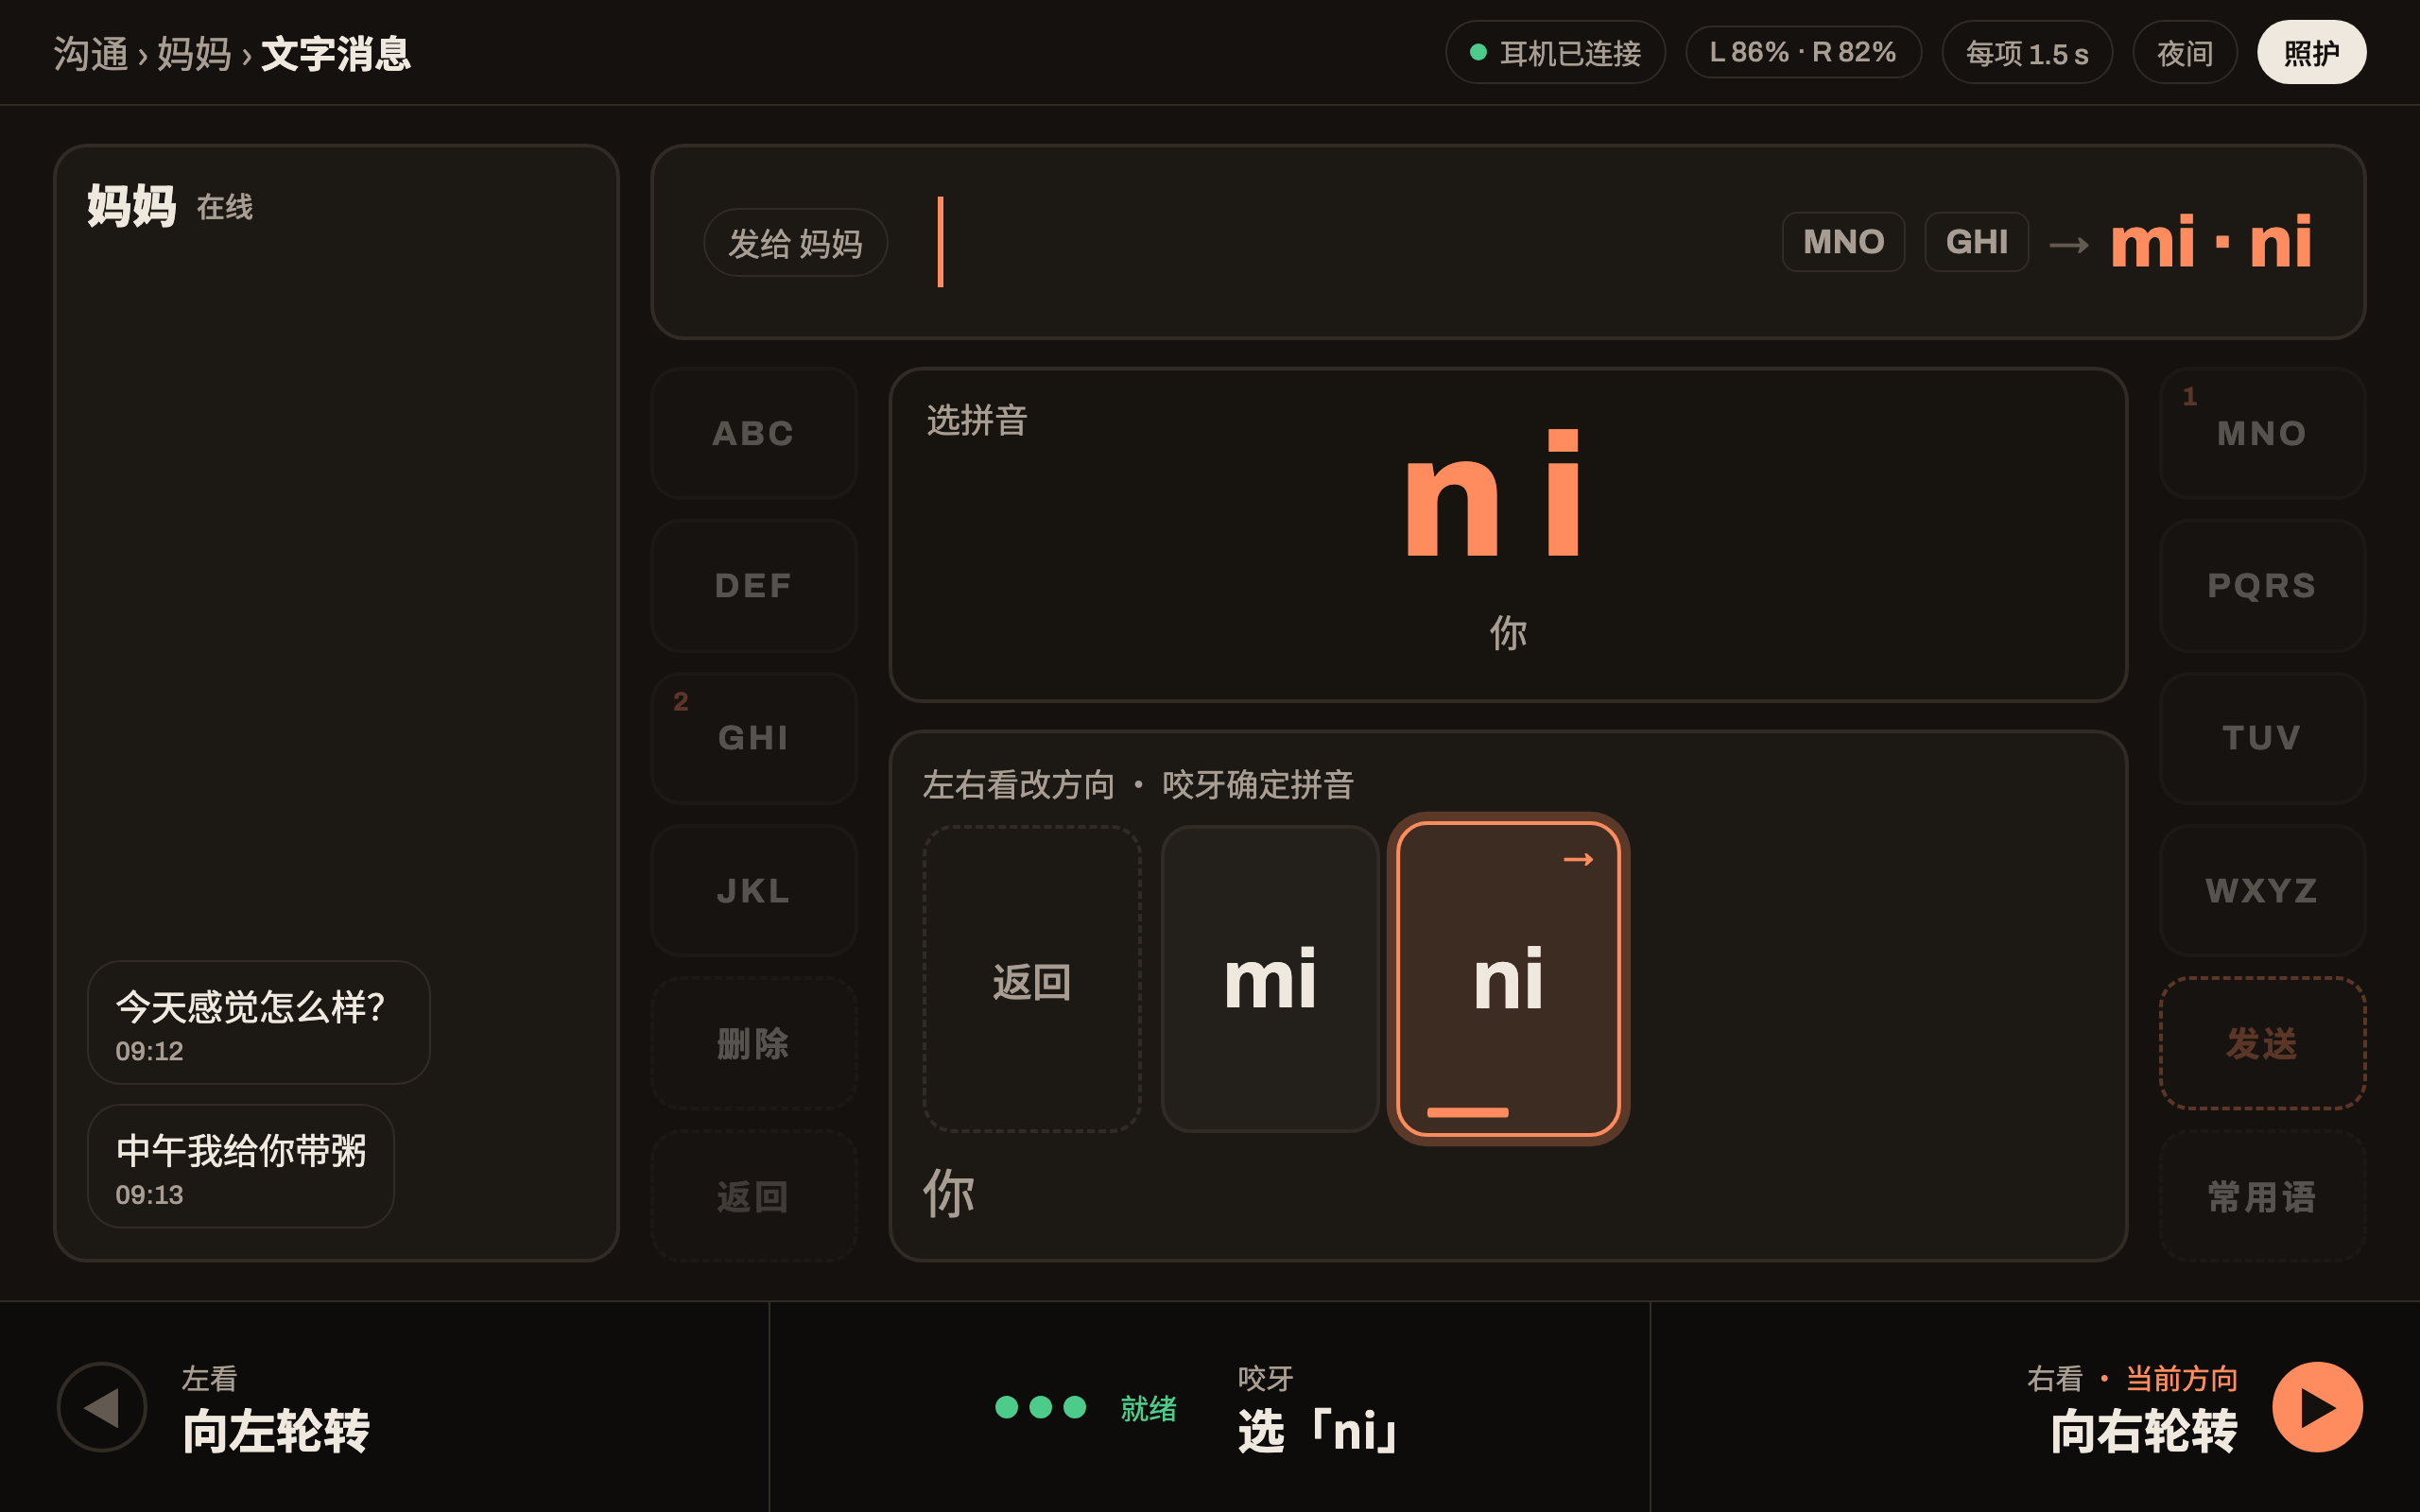 沟通 › 妈妈 › 文字消息
耳机已连接
L 86% · R 82%
每项 1.5 s
夜间
照护
妈妈 在线
今天感觉怎么样?
09:12
中午我给你带粥
09:13
发给 妈妈
MNO GHI → mi · ni
ABC
DEF
2
GHI
JKL
删除
返回
选拼音
n i
你
左右看改方向 · 咬牙确定拼音
返回
mi
→
ni
你
1
MNO
PQRS
TUV
WXYZ
发送
常用语
左看
向左轮转
就绪
咬牙
选「ni」
右看 · 当前方向
向右轮转